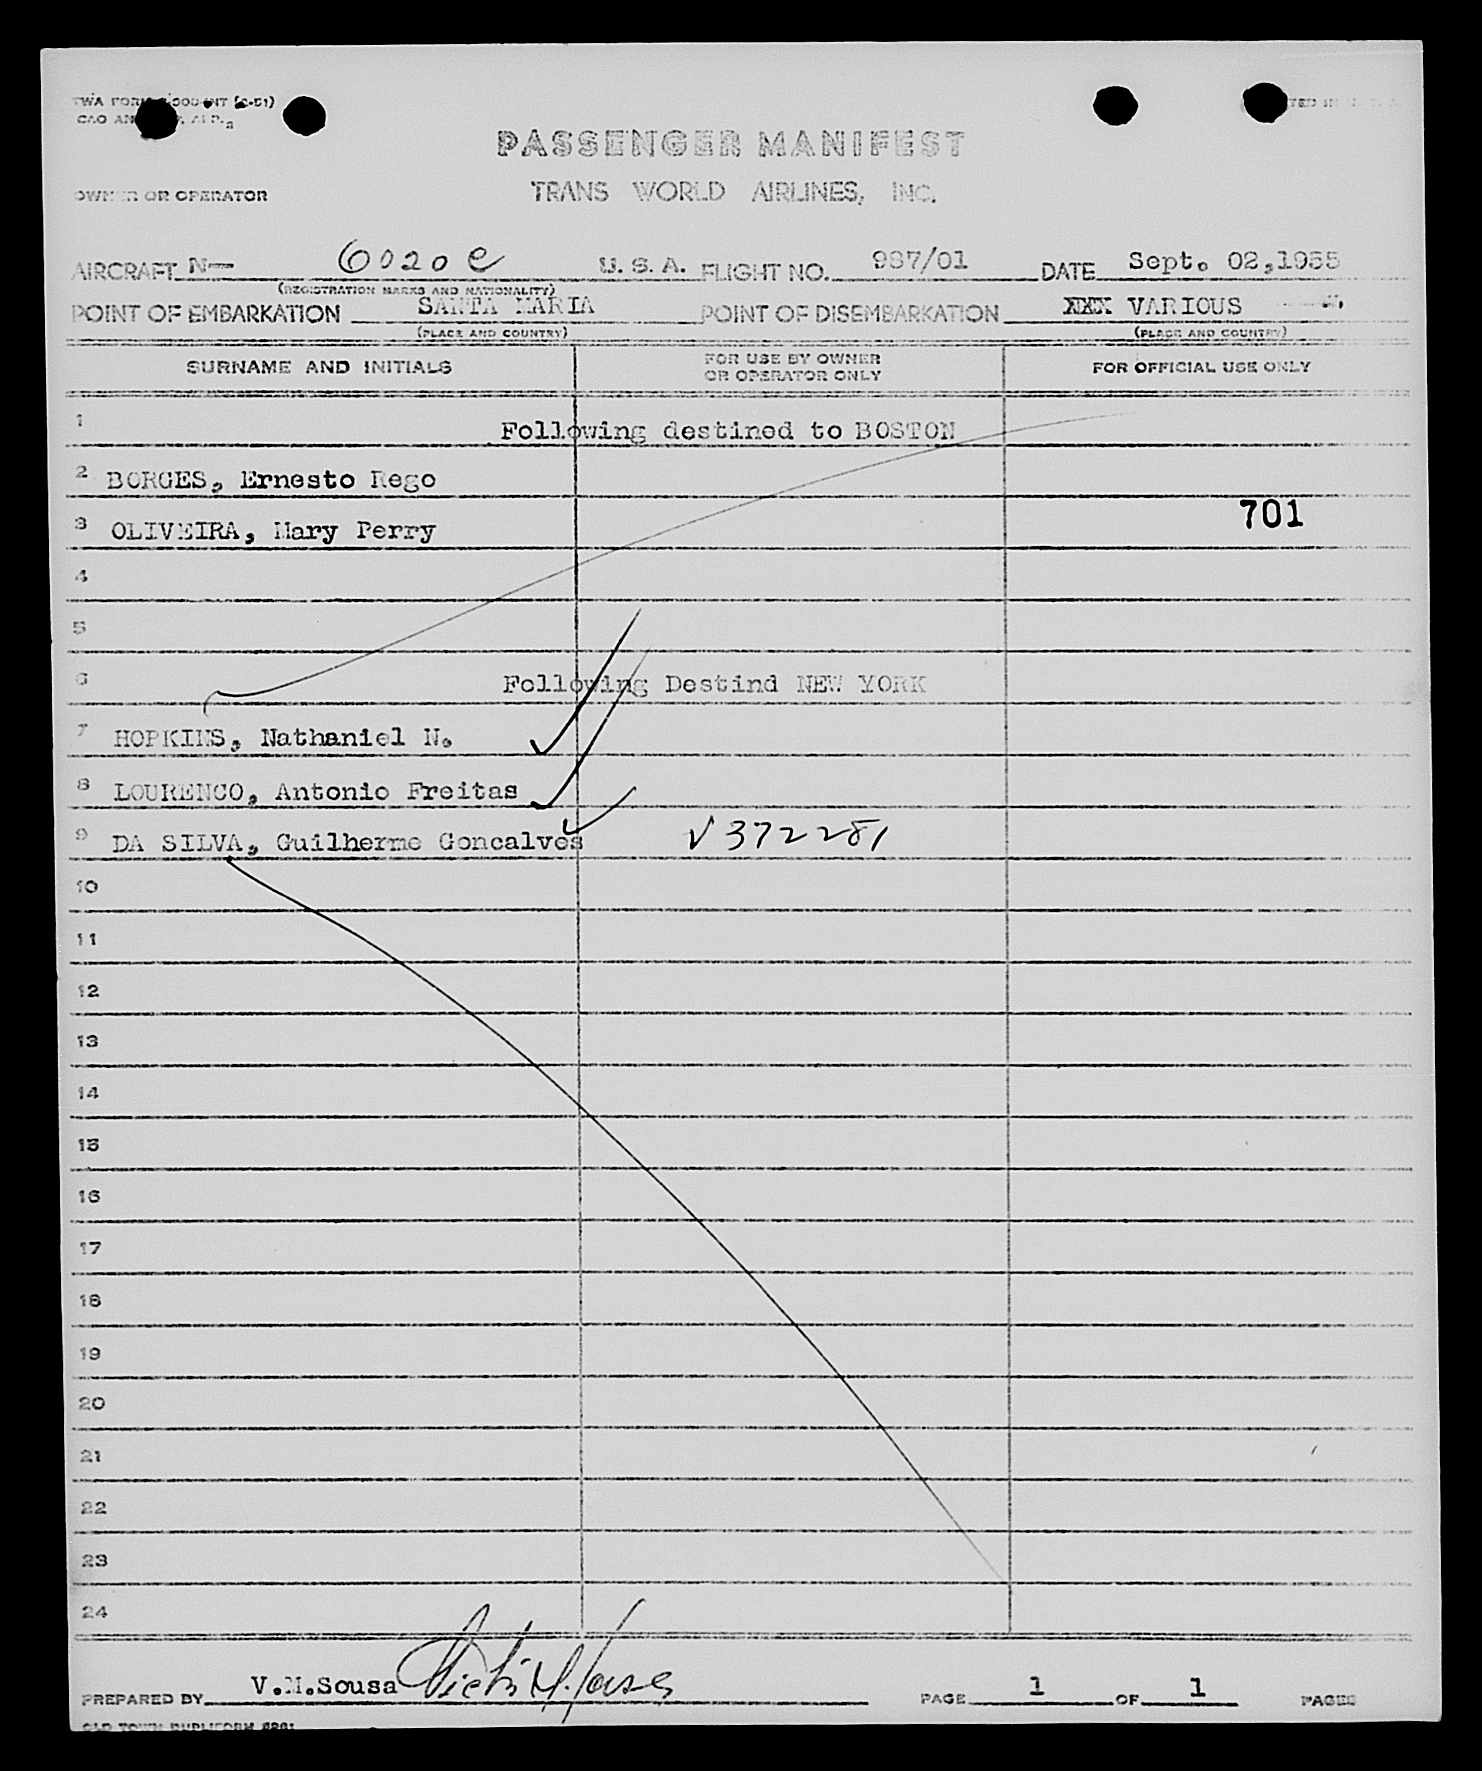 PASSENGER MANIFEST
OWNER OR OPERATOR TRANS WORLD AIRLINES, INC.
AIRCRAFT N— 6020 C U. S. A. FLIGHT NO. 987/01 DATE Sept. 02,1955
(REGISTRATION MARKS AND NATIONALITY)
POINT OF EMBARKATION SANTA MARIA POINT OF DISEMBARKATION XXX VARIOUS
(PLACE AND COUNTRY) (PLACE AND COUNTRY)
SURNAME AND INITIALS FOR USE BY OWNER OR OPERATOR ONLY FOR OFFICIAL USE ONLY
1 Following destined to BOSTON
2 BORGES, Ernesto Rego
3 OLIVEIRA, Mary Perry 701
4
5
6 Following Destind NEW YORK
7 HOPKINS, Nathaniel N.
8 LOURENCO, Antonio Freitas
9 DA SILVA, Guilherme Goncalves √ 372281
10
11
12
13
14
15
16
17
18
19
20
21
22
23
24
PREPARED BY V.M.Sousa PAGE 1 OF 1 PAGES